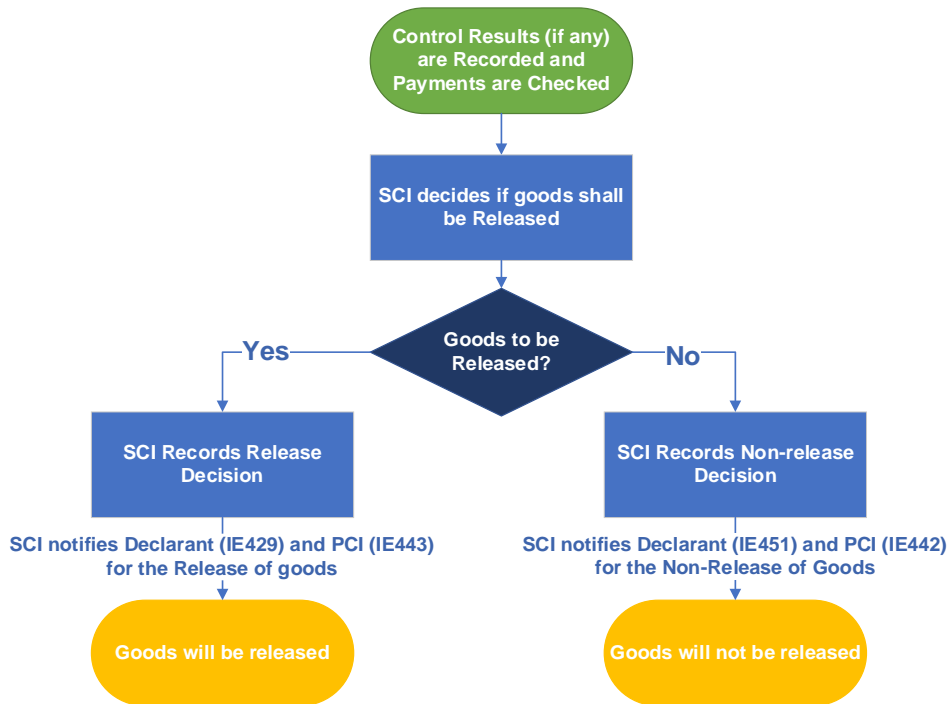 Control Results (if any)
are Recorded and
Payments are Checked
SCI decides if goods shall
be Released
Goods to be
Released?
Yes
No
SCI Records Release
Decision
SCI Records Non-release
Decision
SCI notifies Declarant (IE429) and PCI (IE443)
for the Release of goods
SCI notifies Declarant (IE451) and PCI (IE442)
for the Non-Release of Goods
Goods will be released
Goods will not be released